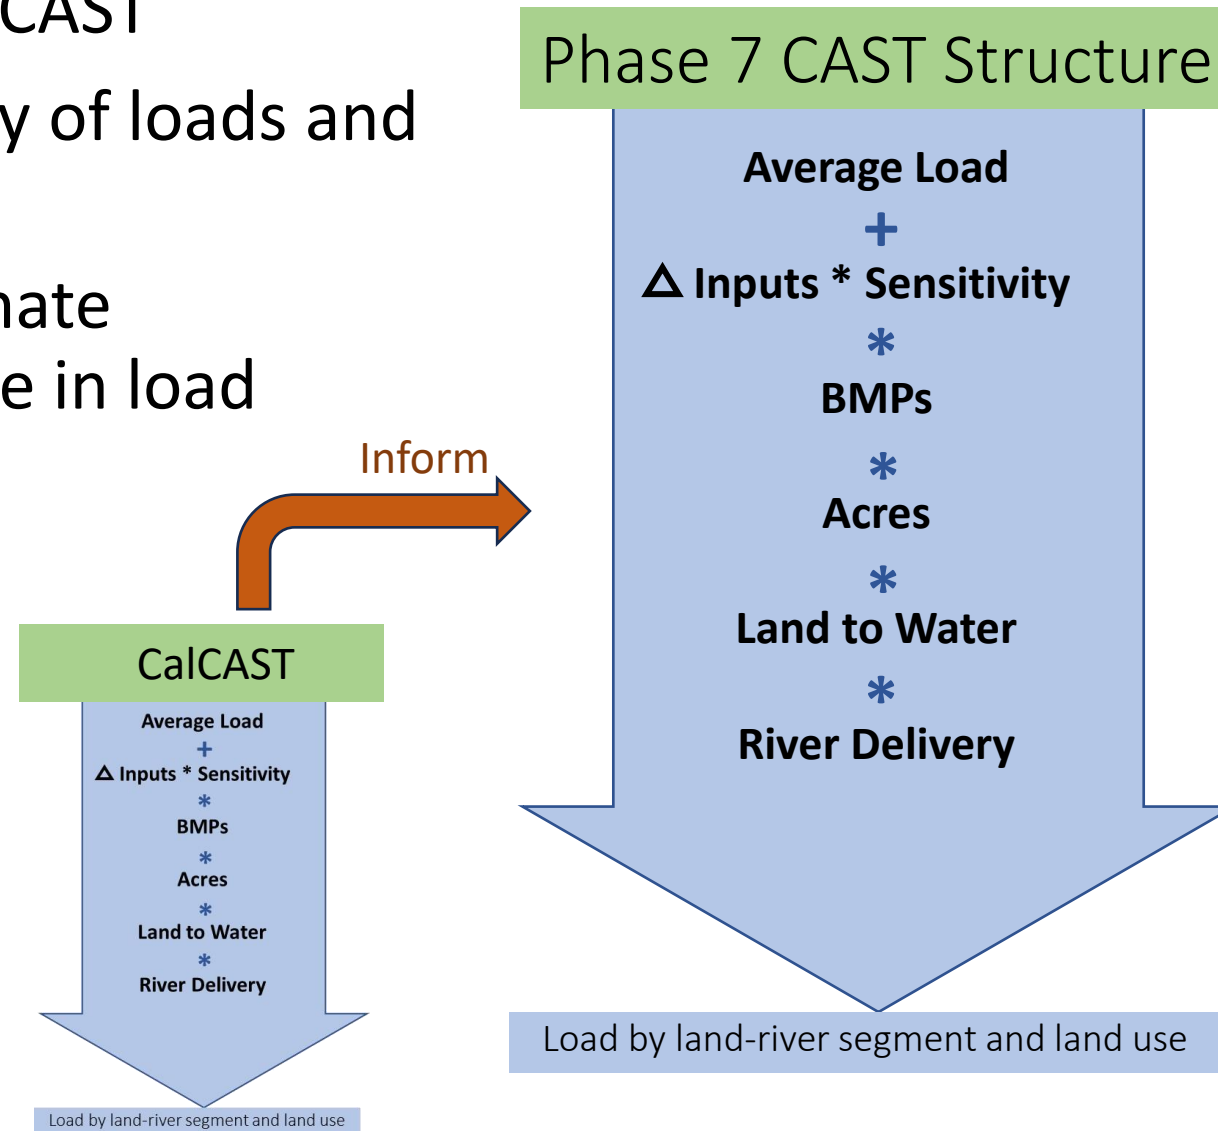 CAST
y of loads and
nate
e in load
Inform
CalCAST
Average Load
+
Δ Inputs * Sensitivity
*
BMPs
*
Acres
*
Land to Water
*
River Delivery
Load by land-river segment and land use
Phase 7 CAST Structure
Average Load
+
Δ Inputs * Sensitivity
*
BMPs
*
Acres
*
Land to Water
*
River Delivery
Load by land-river segment and land use